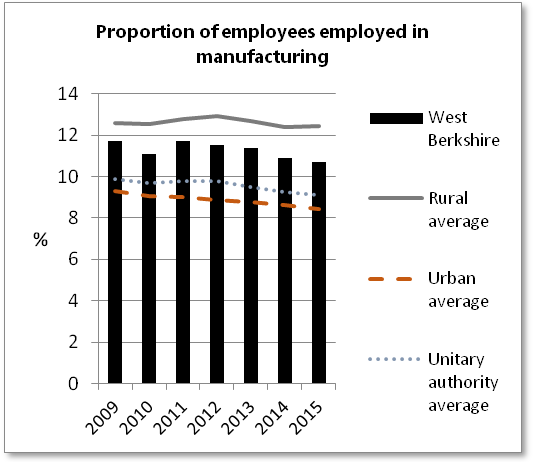 Proportion of employees employed in
manufacturing
14
12
10
8
6
4
2
0
%
2009
2010
2011
2012
2013
2014
2015
West
Berkshire
Rural
average
Urban
average
Unitary
authority
average